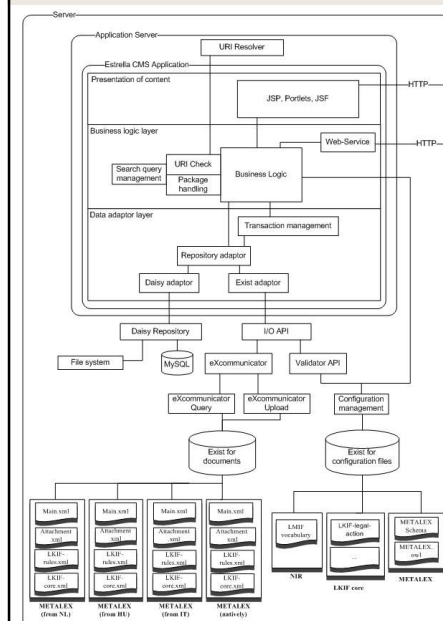 Server
Application Server
URI Resolver
Estrella CMS Application
Presentation of content
JSP, Portlets, JSF
HTTP
Business logic layer
Web-Service
HTTP
URI Check
Search query
management
Package
handling
Business Logic
Data adaptor layer
Transaction management
Repository adaptor
Daisy adaptor
Exist adaptor
Daisy Repository
I/O API
File system
MySQL
eXcommunicator
Validator API
eXcommunicator
Query
eXcommunicator
Upload
Configuration
management
Exist for
documents
Exist for
configuration files
Main.xml
Attachment
.xml
LKIF-
rules.xml
LKIF-
core.xml
METALEX
(from NL)
Main.xml
Attachment
.xml
LKIF-
rules.xml
LKIF-
core.xml
METALEX
(from HU)
Main.xml
Attachment
.xml
LKIF-
rules.xml
LKIF-
core.xml
METALEX
(from IT)
Main.xml
Attachment
.xml
LKIF-
rules.xml
LKIF-
core.xml
METALEX
(natively)
LMIF
vocabulary
NIR
LKIF-legal-
action
...
LKIF core
METALEX
Schema
METALEX.
owl
METALEX